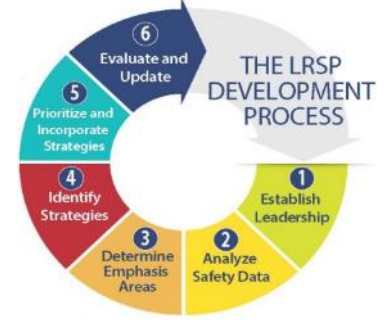 THE LRSP
DEVELOPMENT
PROCESS
1
Establish
Leadership
2
Analyze
Safety Data
3
Determine
Emphasis
Areas
4
Identify
Strategies
5
Prioritize and
Incorporate
Strategies
6
Evaluate and
Update